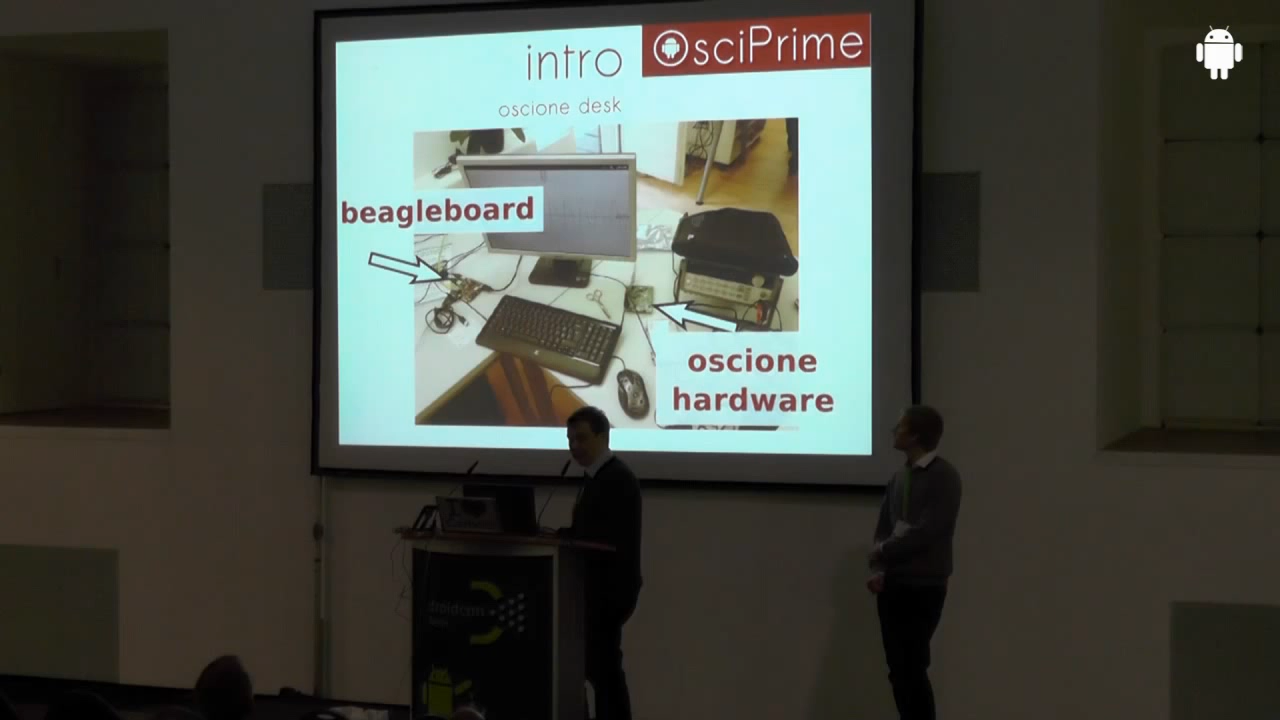 intro
OsciPrime
oscione desk
beagleboard
oscione
hardware